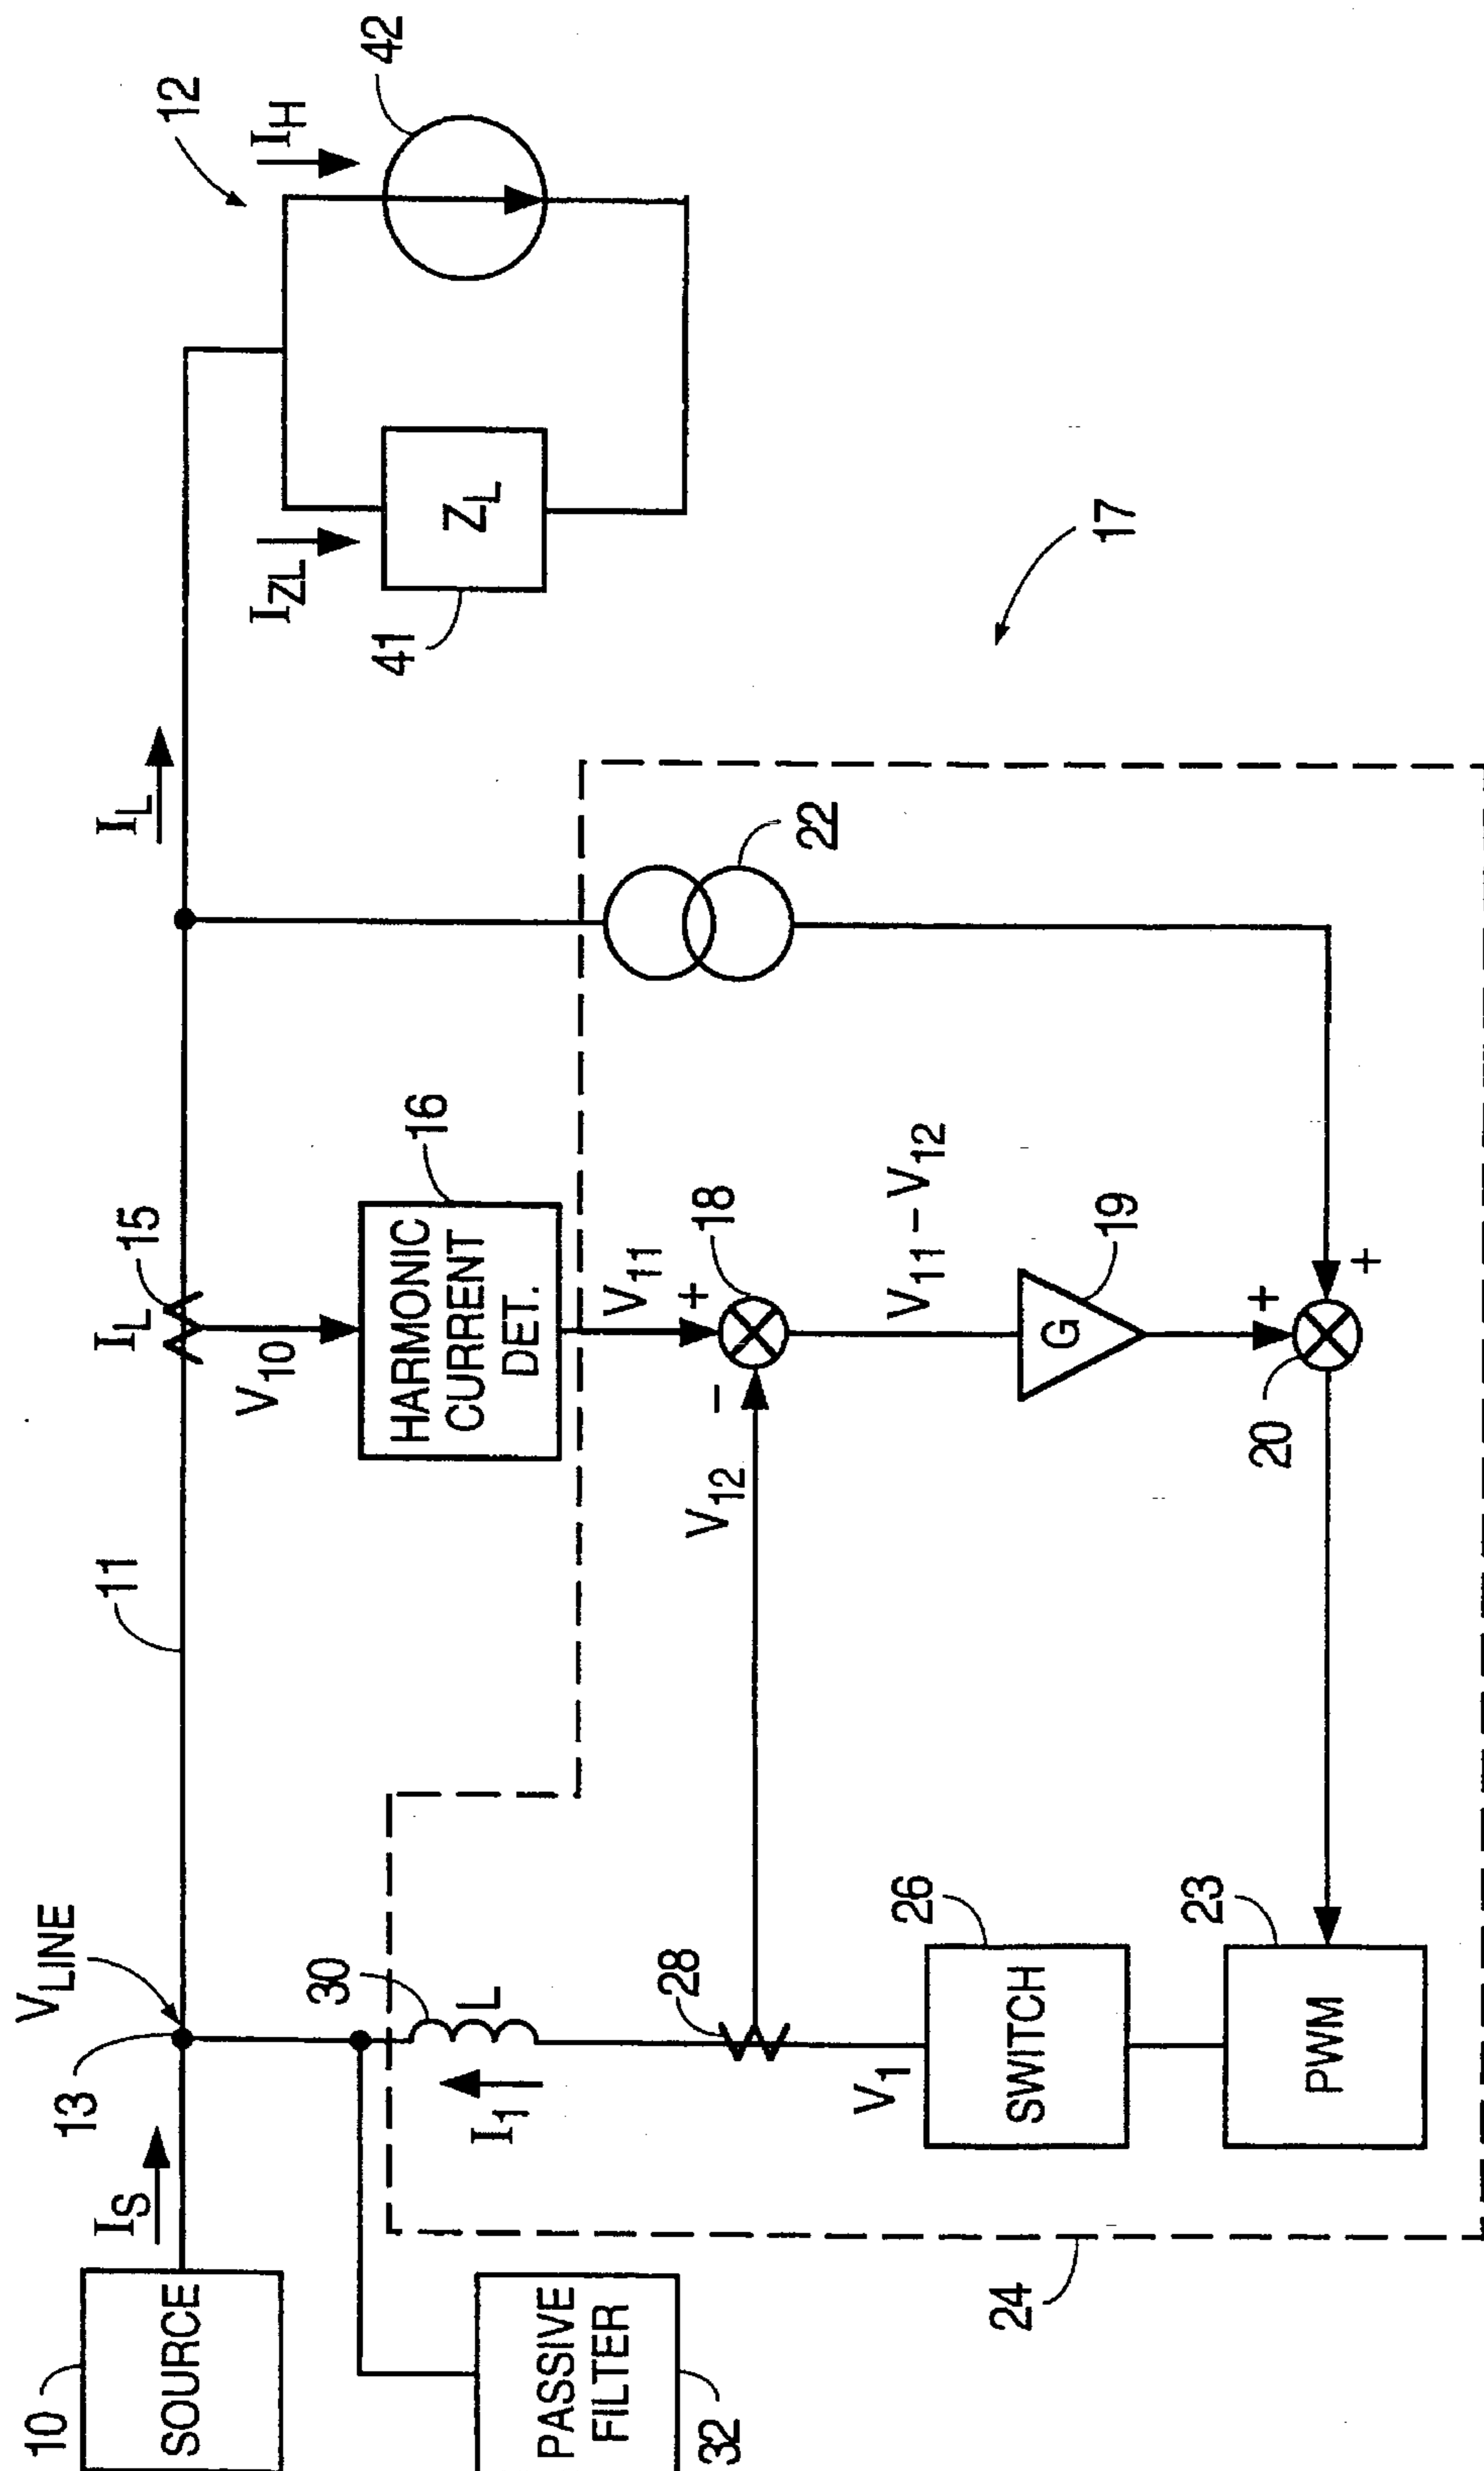 10
SOURCE
I_S
13
V_LINE
11
I_L
15
V_10
I_L
12
I_H
42
I_ZL
Z_L
41
16
HARMONIC
CURRENT
DET.
V_11
+
18
−
V_12
V_11 − V_12
G
19
22
17
+
+
20
30
L
I_1
28
V_1
26
SWITCH
23
PWM
24
PASSIVE
FILTER
32